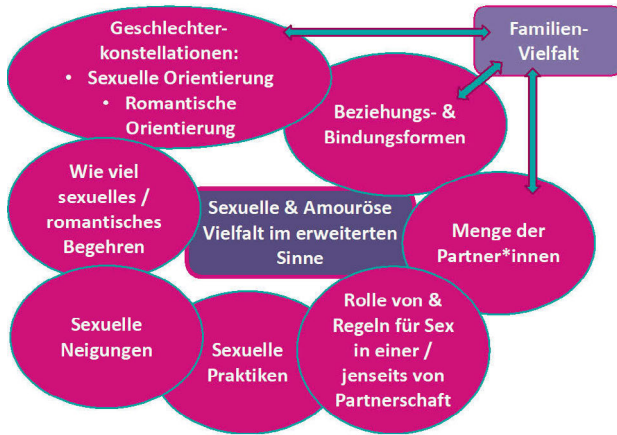 Geschlechter-
konstellationen:
• Sexuelle Orientierung
• Romantische
Orientierung
Familien-
Vielfalt
Beziehungs- &
Bindungsformen
Wie viel
sexuelles /
romantisches
Begehren
Sexuelle & Amouröse
Vielfalt im erweiterten
Sinne
Menge der
Partner*innen
Sexuelle
Neigungen
Sexuelle
Praktiken
Rolle von &
Regeln für Sex
in einer /
jenseits von
Partnerschaft